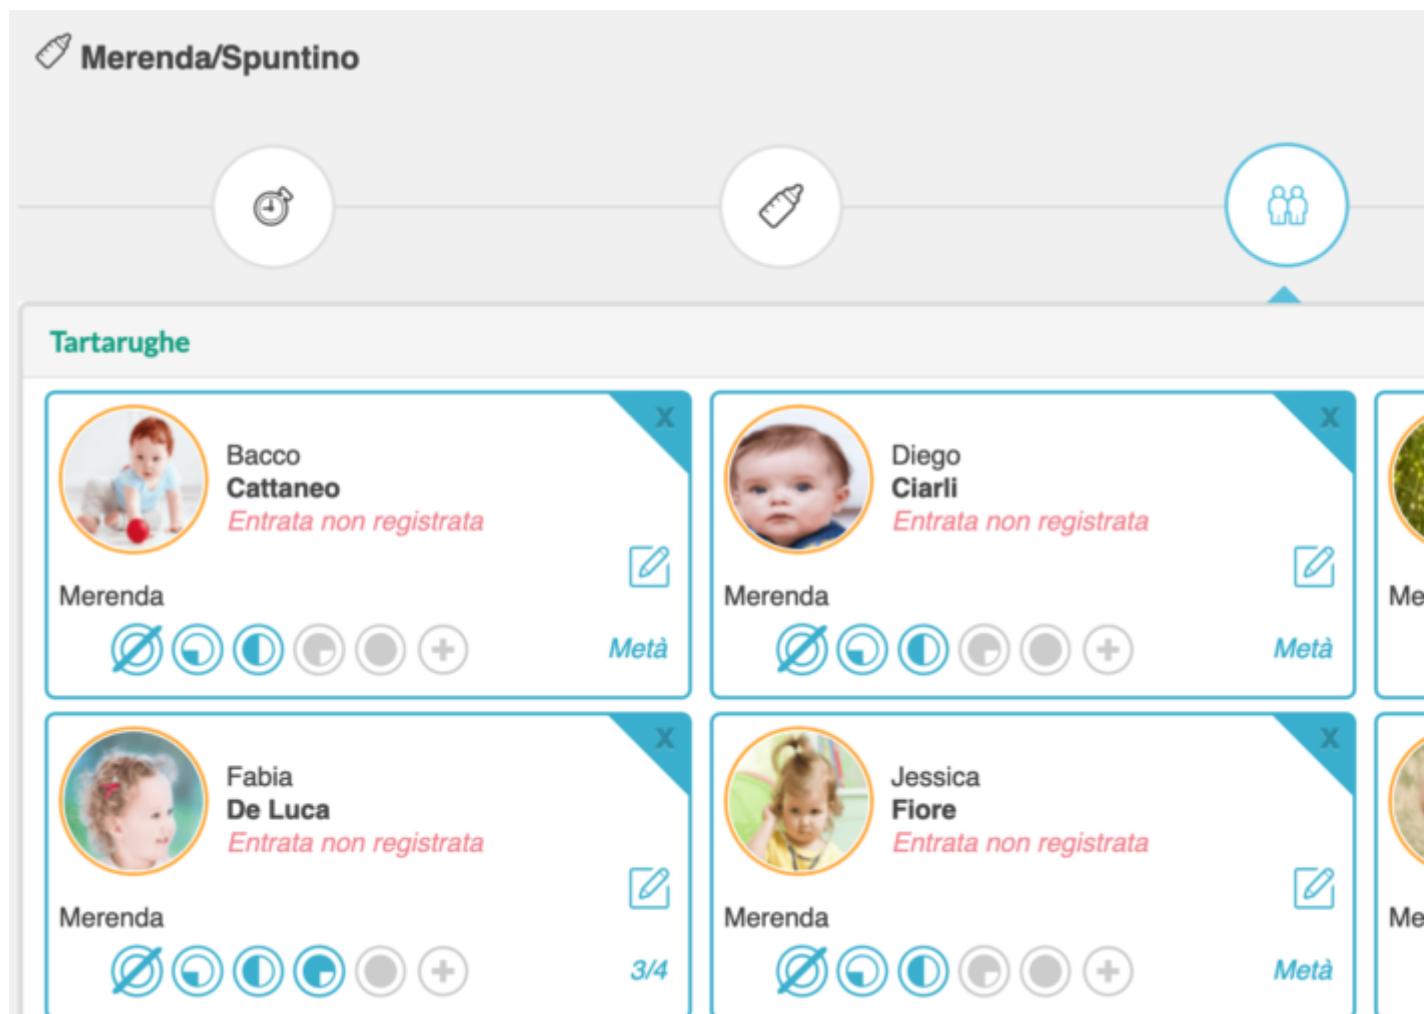 Merenda/Spuntino
Tartarughe
X
Bacco
Cattaneo
Entrata non registrata
Merenda
Metà
X
Diego
Ciarli
Entrata non registrata
Merenda
Metà
Me
X
Fabia
De Luca
Entrata non registrata
Merenda
3/4
X
Jessica
Fiore
Entrata non registrata
Merenda
Metà
Me